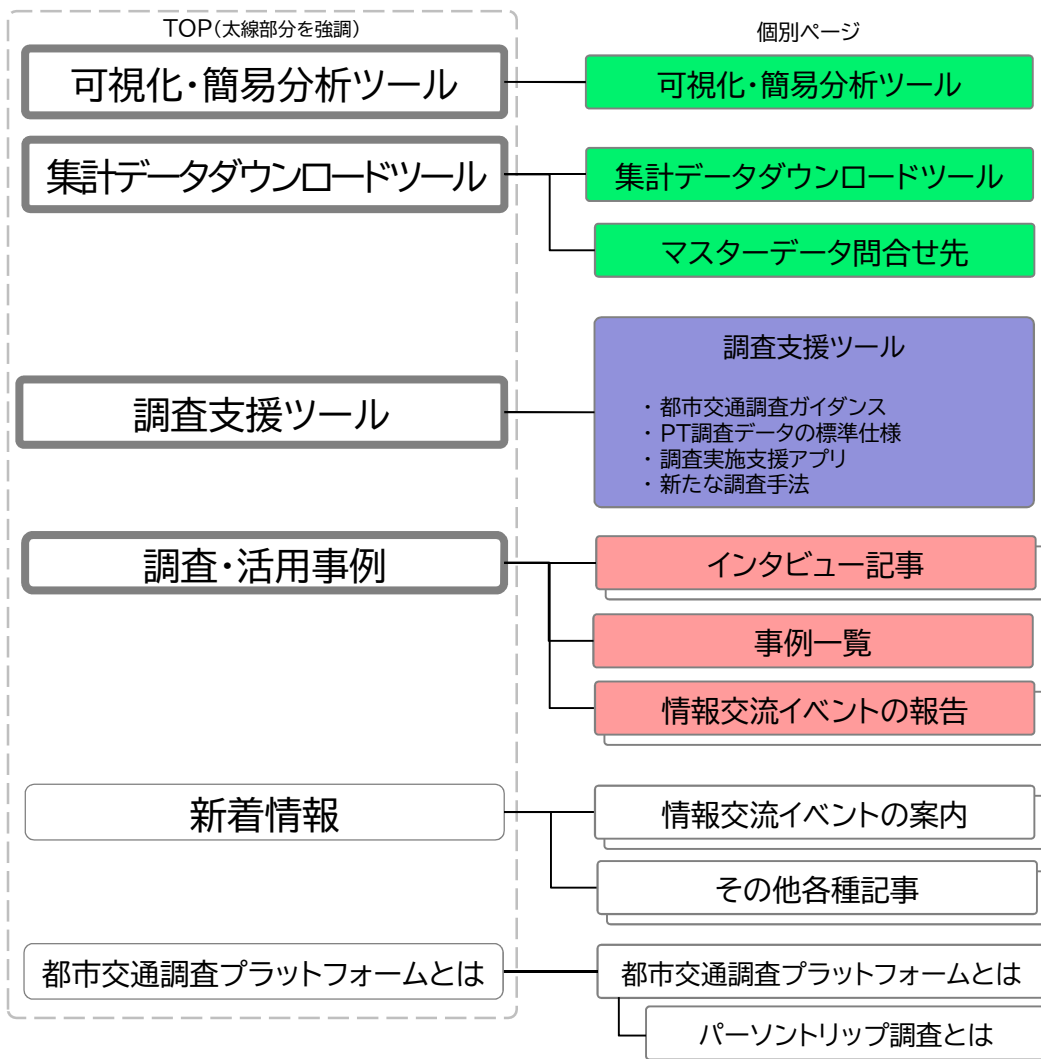 TOP(太線部分を強調)
個別ページ
可視化・簡易分析ツール
可視化・簡易分析ツール
集計データダウンロードツール
集計データダウンロードツール
マスターデータ問合せ先
調査支援ツール
調査支援ツール
・ 都市交通調査ガイダンス
・ PT調査データの標準仕様
・ 調査実施支援アプリ
・ 新たな調査手法
調査・活用事例
インタビュー記事
事例一覧
情報交流イベントの報告
新着情報
情報交流イベントの案内
その他各種記事
都市交通調査プラットフォームとは
都市交通調査プラットフォームとは
パーソントリップ調査とは